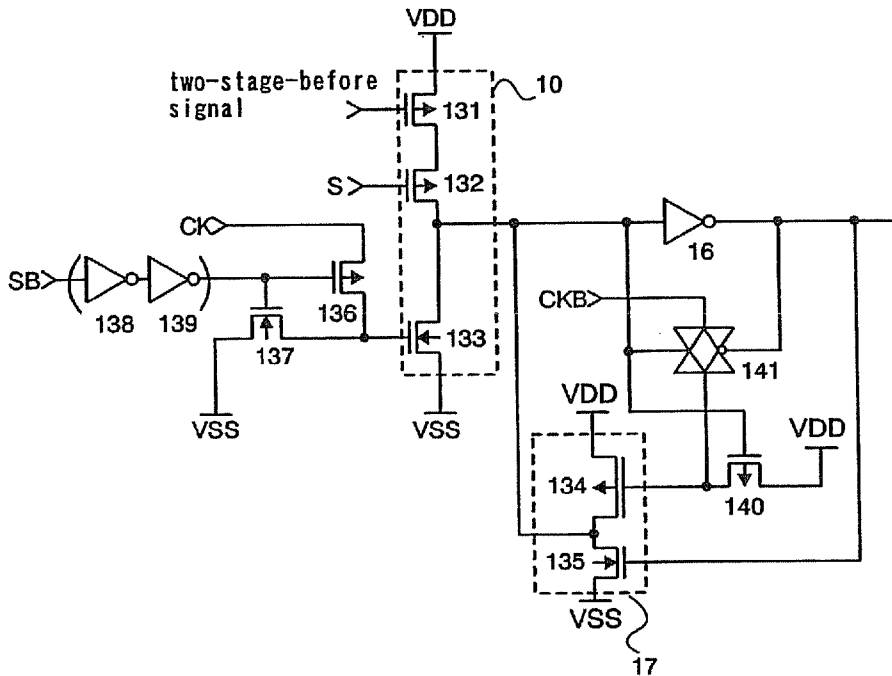 VDD
10
two-stage-before
signal
131
S
132
CK
16
SB
138
139
136
CKB
137
133
141
VSS
VSS
VDD
VDD
134
140
135
VSS
17